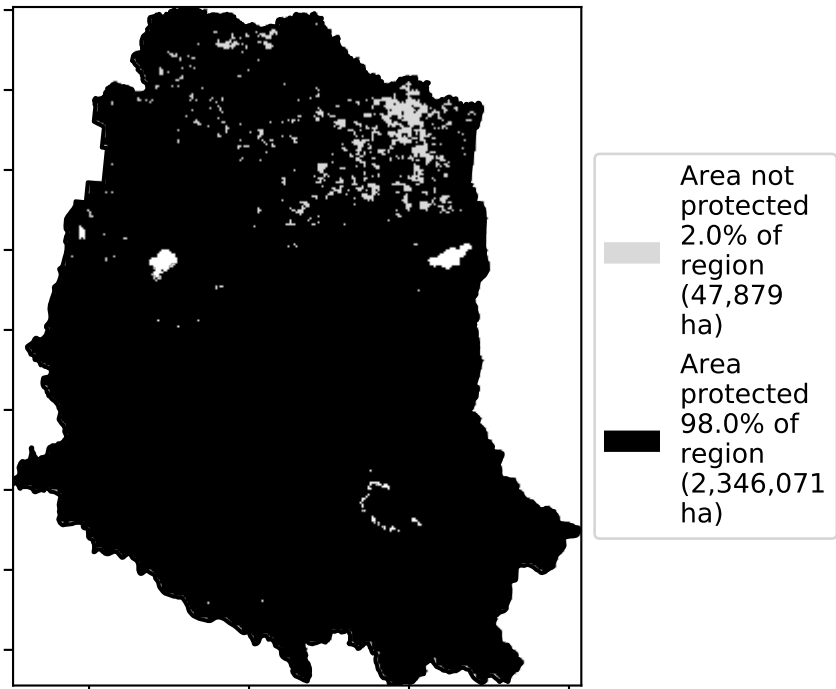 Area not
protected
2.0% of
region
(47,879
ha)
Area
protected
98.0% of
region
(2,346,071
ha)